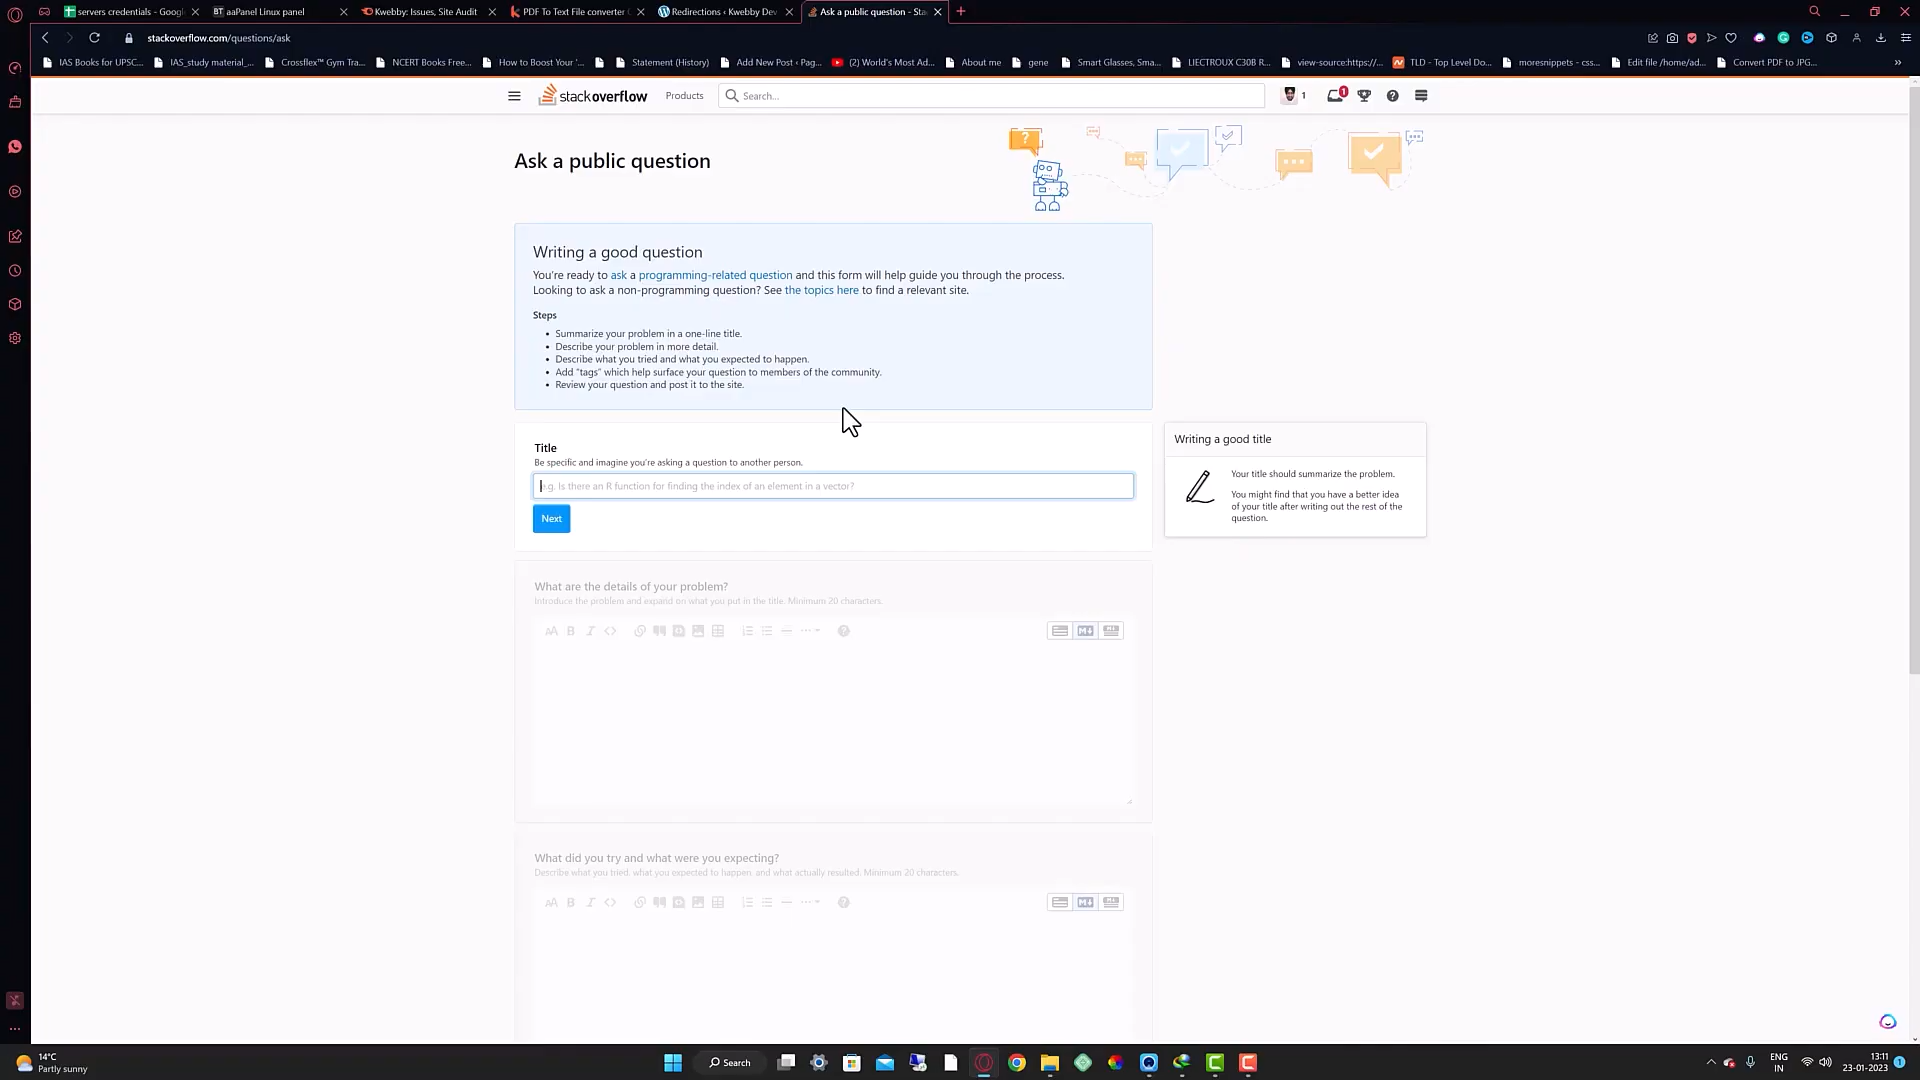 servers credentials - Googl
aaPanel Linux panel
Kwebby: Issues, Site Audit
PDF To Text File converter
Redirections ‹ Kwebby Dev
Ask a public question - Sta
stackoverflow.com/questions/ask
IAS Books for UPSC...
IAS_study material_...
Crossflex™ Gym Tra...
NCERT Books Free...
How to Boost Your '...
Statement (History)
Add New Post ‹ Pag...
(2) World's Most Ad...
About me
gene
Smart Glasses, Sma...
LIECTROUX C30B R...
view-source:https://...
TLD - Top Level Do...
moresnippets - css...
Edit file /home/ad...
Convert PDF to JPG...
stackoverflow
Products
Search...
1
1
Ask a public question
Writing a good question
You're ready to ask a programming-related question and this form will help guide you through the process.
Looking to ask a non-programming question? See the topics here to find a relevant site.
Steps
Summarize your problem in a one-line title.
Describe your problem in more detail.
Describe what you tried and what you expected to happen.
Add "tags" which help surface your question to members of the community.
Review your question and post it to the site.
Title
Be specific and imagine you're asking a question to another person.
e.g. Is there an R function for finding the index of an element in a vector?
Next
Writing a good title
Your title should summarize the problem.
You might find that you have a better idea
of your title after writing out the rest of the
question.
What are the details of your problem?
Introduce the problem and expand on what you put in the title. Minimum 20 characters.
What did you try and what were you expecting?
Describe what you tried, what you expected to happen, and what actually resulted. Minimum 20 characters.
14°C
Partly sunny
Search
ENG
IN
13:11
23-01-2023
1